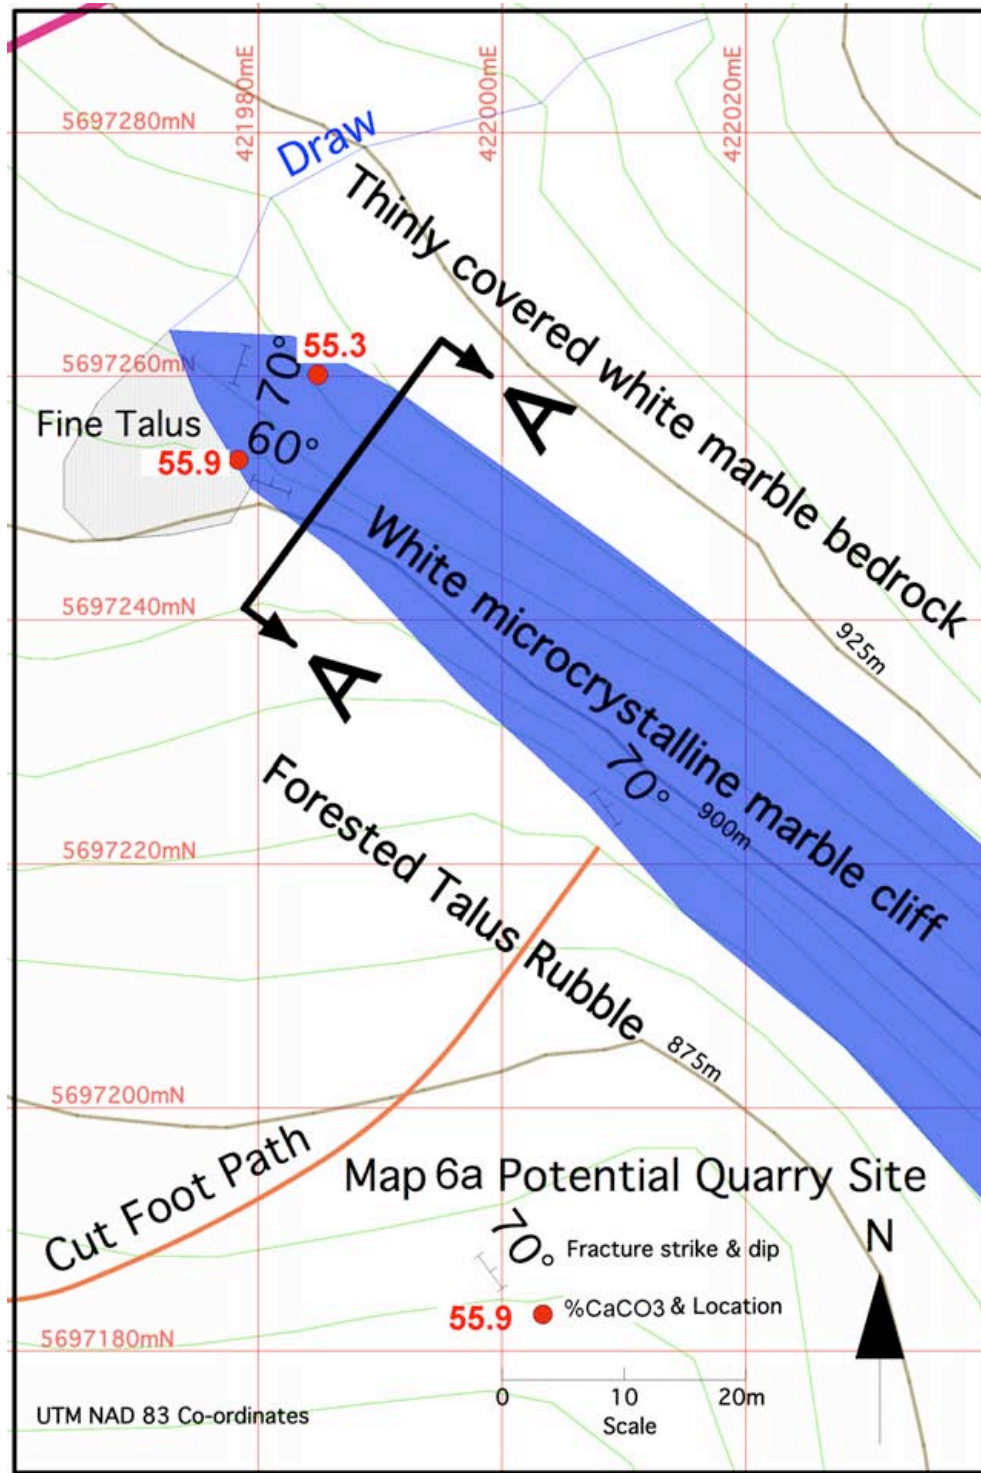 421980mE
422000mE
422020mE
5697280mN
Draw
Thinly covered white marble bedrock
55.3
5697260mN
70°
A
Fine Talus
60°
55.9
White microcrystalline marble cliff
5697240mN
925m
A
70°
900m
Forested Talus Rubble
5697220mN
875m
5697200mN
Cut Foot Path
Map 6a Potential Quarry Site
N
70°
Fracture strike & dip
55.9
%CaCO3 & Location
5697180mN
0 10 20m
Scale
UTM NAD 83 Co-ordinates